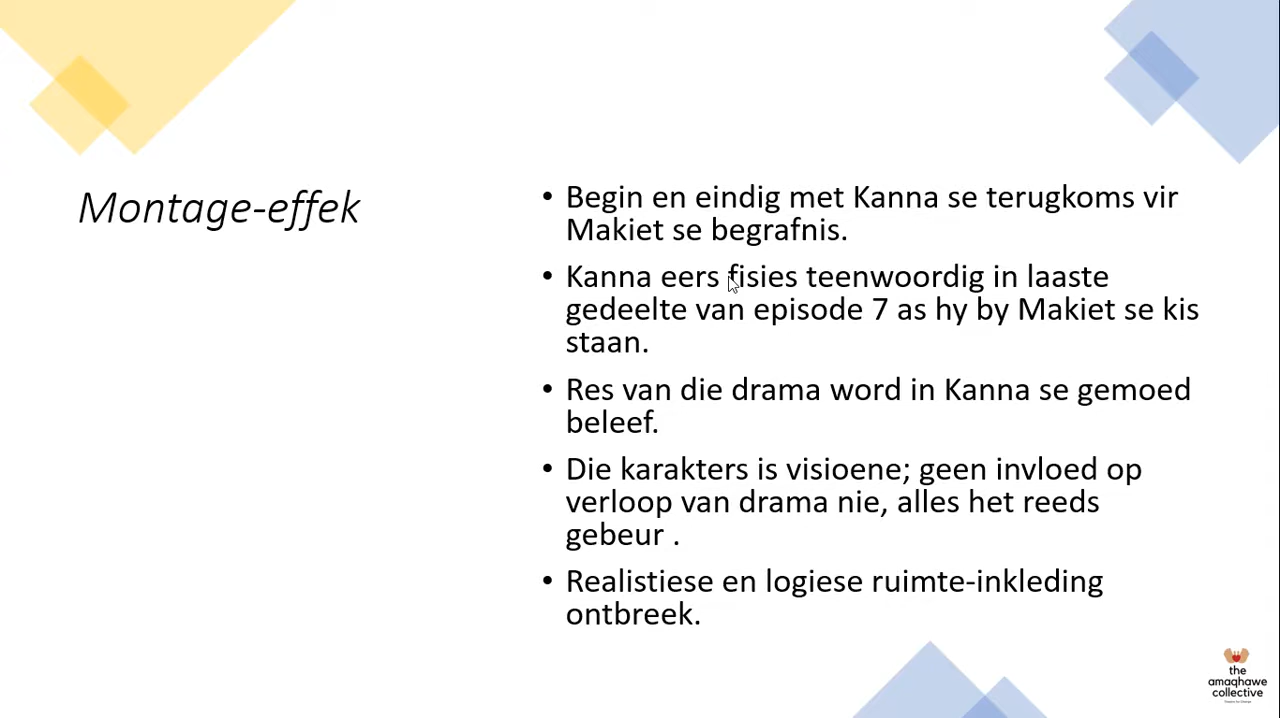 Montage-effek
• Begin en eindig met Kanna se terugkoms vir
Makiet se begrafnis.
• Kanna eers fisies teenwoordig in laaste
gedeelte van episode 7 as hy by Makiet se kis
staan.
• Res van die drama word in Kanna se gemoed
beleef.
• Die karakters is visioene; geen invloed op
verloop van drama nie, alles het reeds
gebeur .
• Realistiese en logiese ruimte-inkleding
ontbreek.
the
amaqhawe
collective